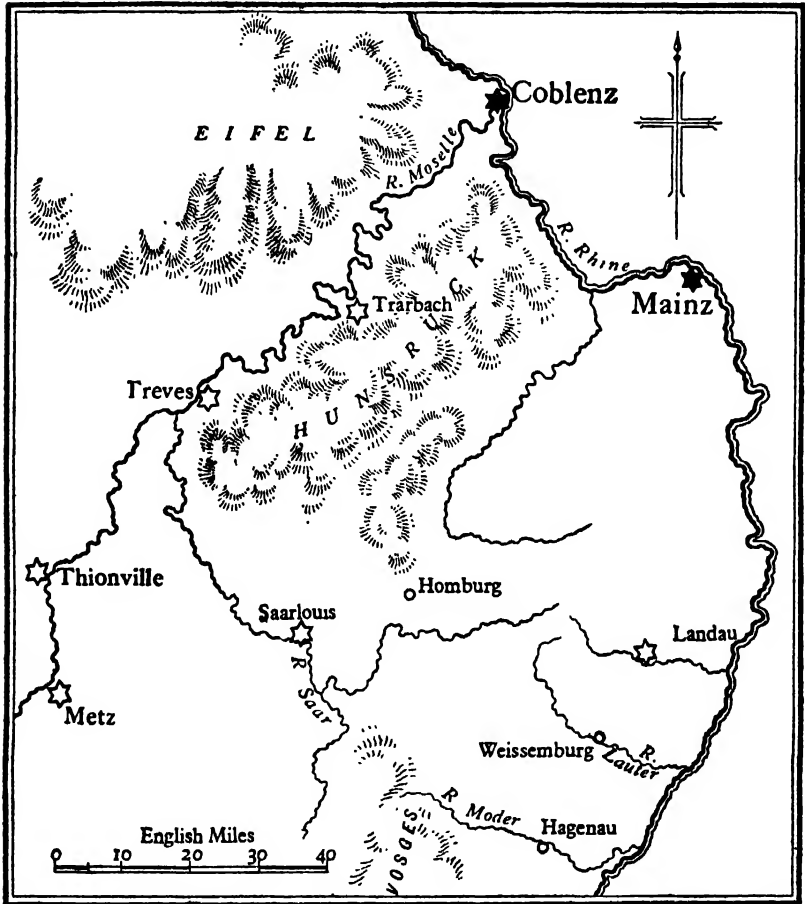 Coblenz
EIFEL
R. Moselle
R. Rhine
Mainz
Trarbach
HUNSRUCK
Treves
Thionville
Homburg
Saarlouis
Landau
R. Saar
Metz
Weissemburg
R. Lauter
R Moder
Hagenau
VOSGES
English Miles
0 10 20 30 40